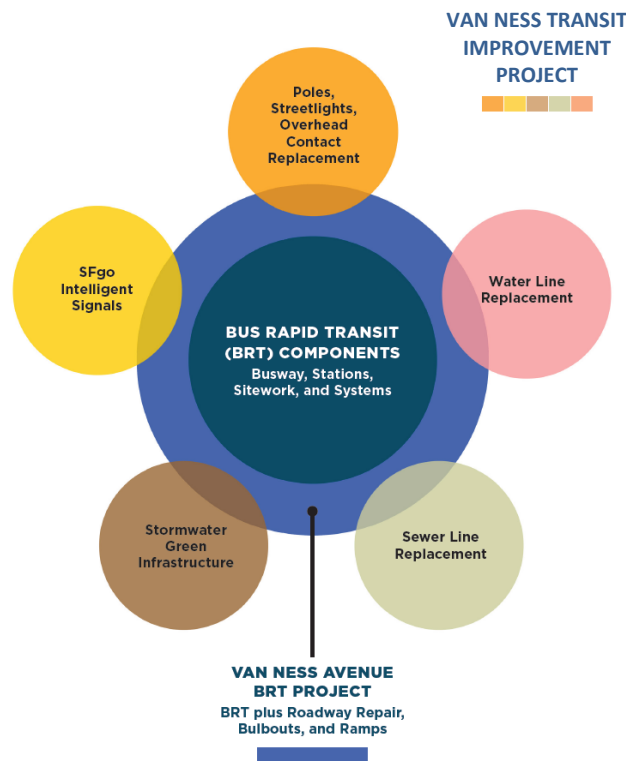 VAN NESS TRANSIT
IMPROVEMENT
PROJECT
Poles,
Streetlights,
Overhead
Contact
Replacement
SFgo
Intelligent
Signals
Water Line
Replacement
BUS RAPID TRANSIT
(BRT) COMPONENTS
Busway, Stations,
Sitework, and Systems
Stormwater
Green
Infrastructure
Sewer Line
Replacement
VAN NESS AVENUE
BRT PROJECT
BRT plus Roadway Repair,
Bulbouts, and Ramps